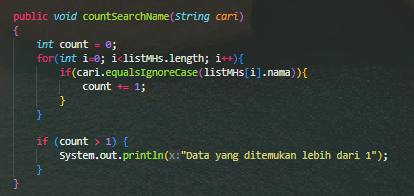 public void countSearchName(String cari)
{
    int count = 0;
    for(int i=0; i<listMHs.length; i++){
        if(cari.equalsIgnoreCase(listMHs[i].nama)){
            count += 1;
        }
    }

    if (count > 1) {
        System.out.println(x:"Data yang ditemukan lebih dari 1");
    }
}